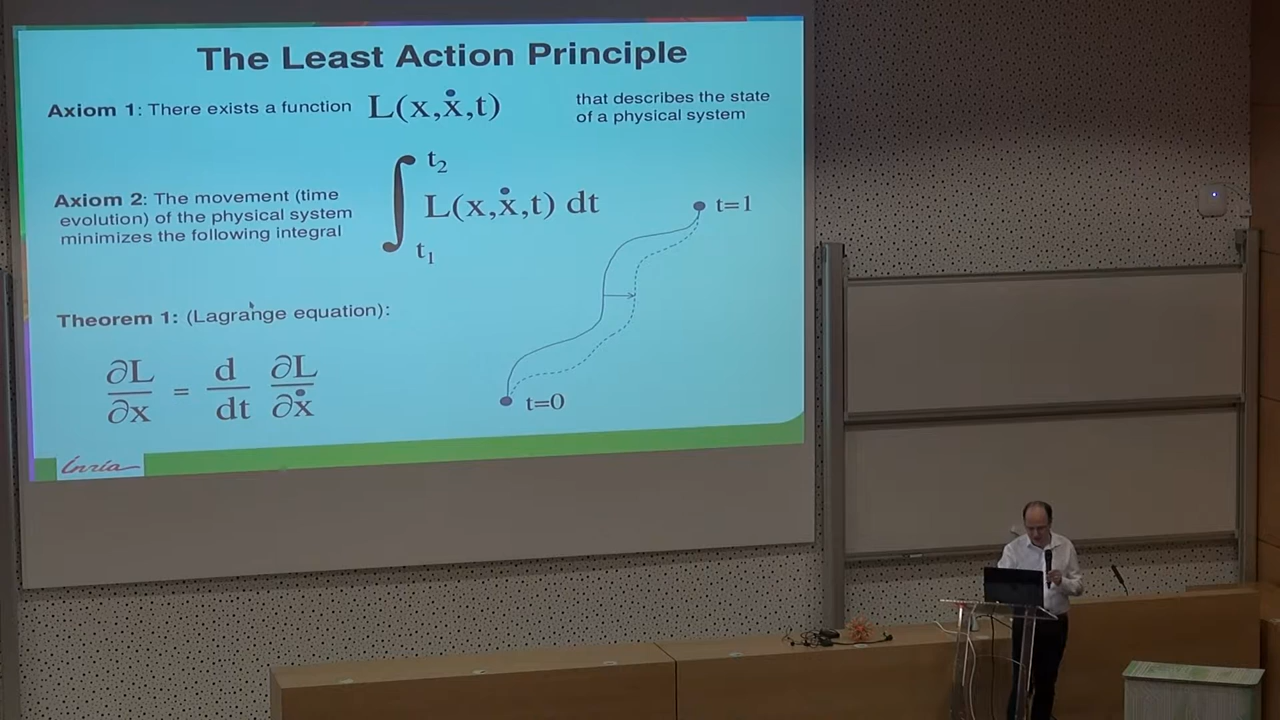 The Least Action Principle
Axiom 1: There exists a function L(x,ẋ,t) that describes the state
of a physical system
Axiom 2: The movement (time
evolution) of the physical system
minimizes the following integral
∫ t₂ t₁ L(x,ẋ,t) dt
t=1
Theorem 1: (Lagrange equation):
∂L/∂x = d/dt ∂L/∂ẋ
t=0
Inria